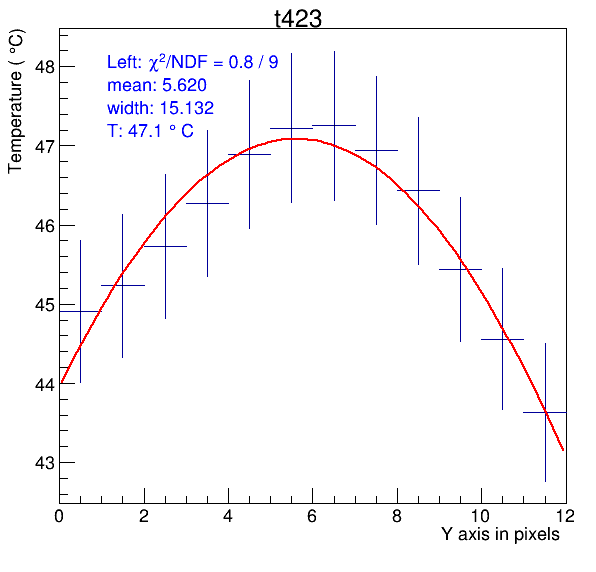 t423
Temperature ( °C)
Left: χ²/NDF = 0.8 / 9
mean: 5.620
width: 15.132
T: 47.1 ° C
48
47
46
45
44
43
0 2 4 6 8 10 12
Y axis in pixels